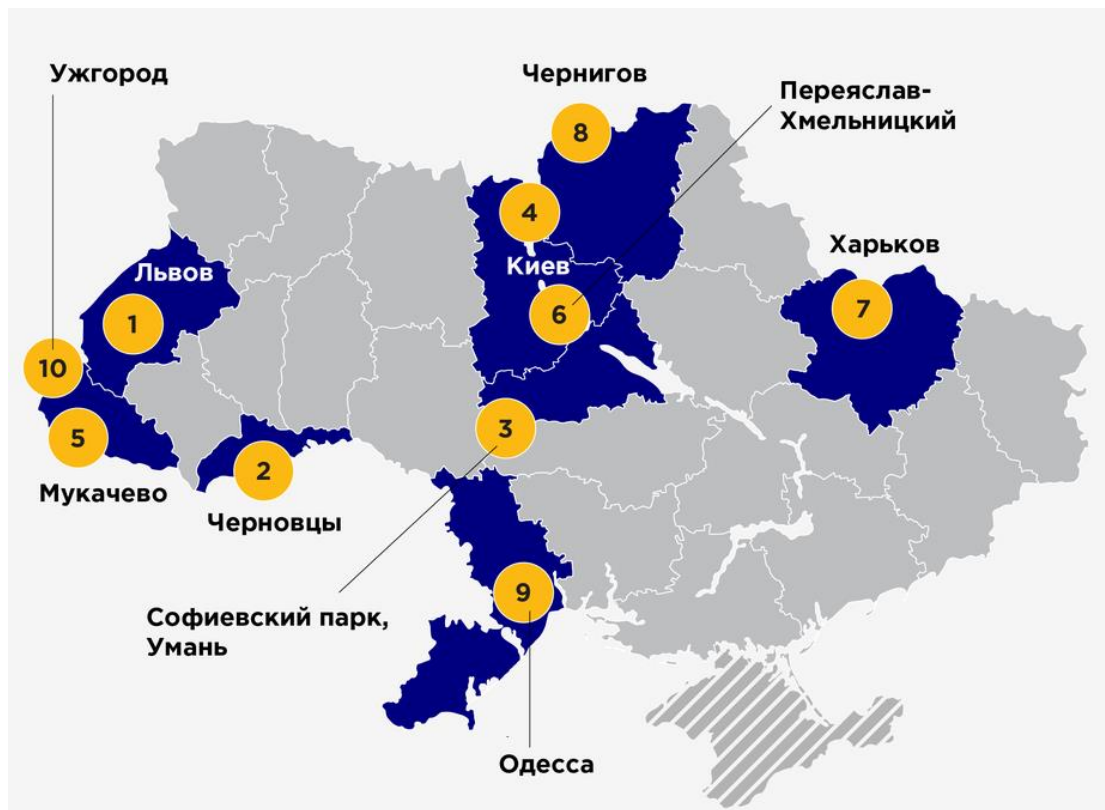 Ужгород
Чернигов
Переяслав-
Хмельницкий
8
4
Харьков
Львов
Киев
7
6
1
10
3
5
2
Мукачево
Черновцы
9
Софиевский парк,
Умань
Одесса